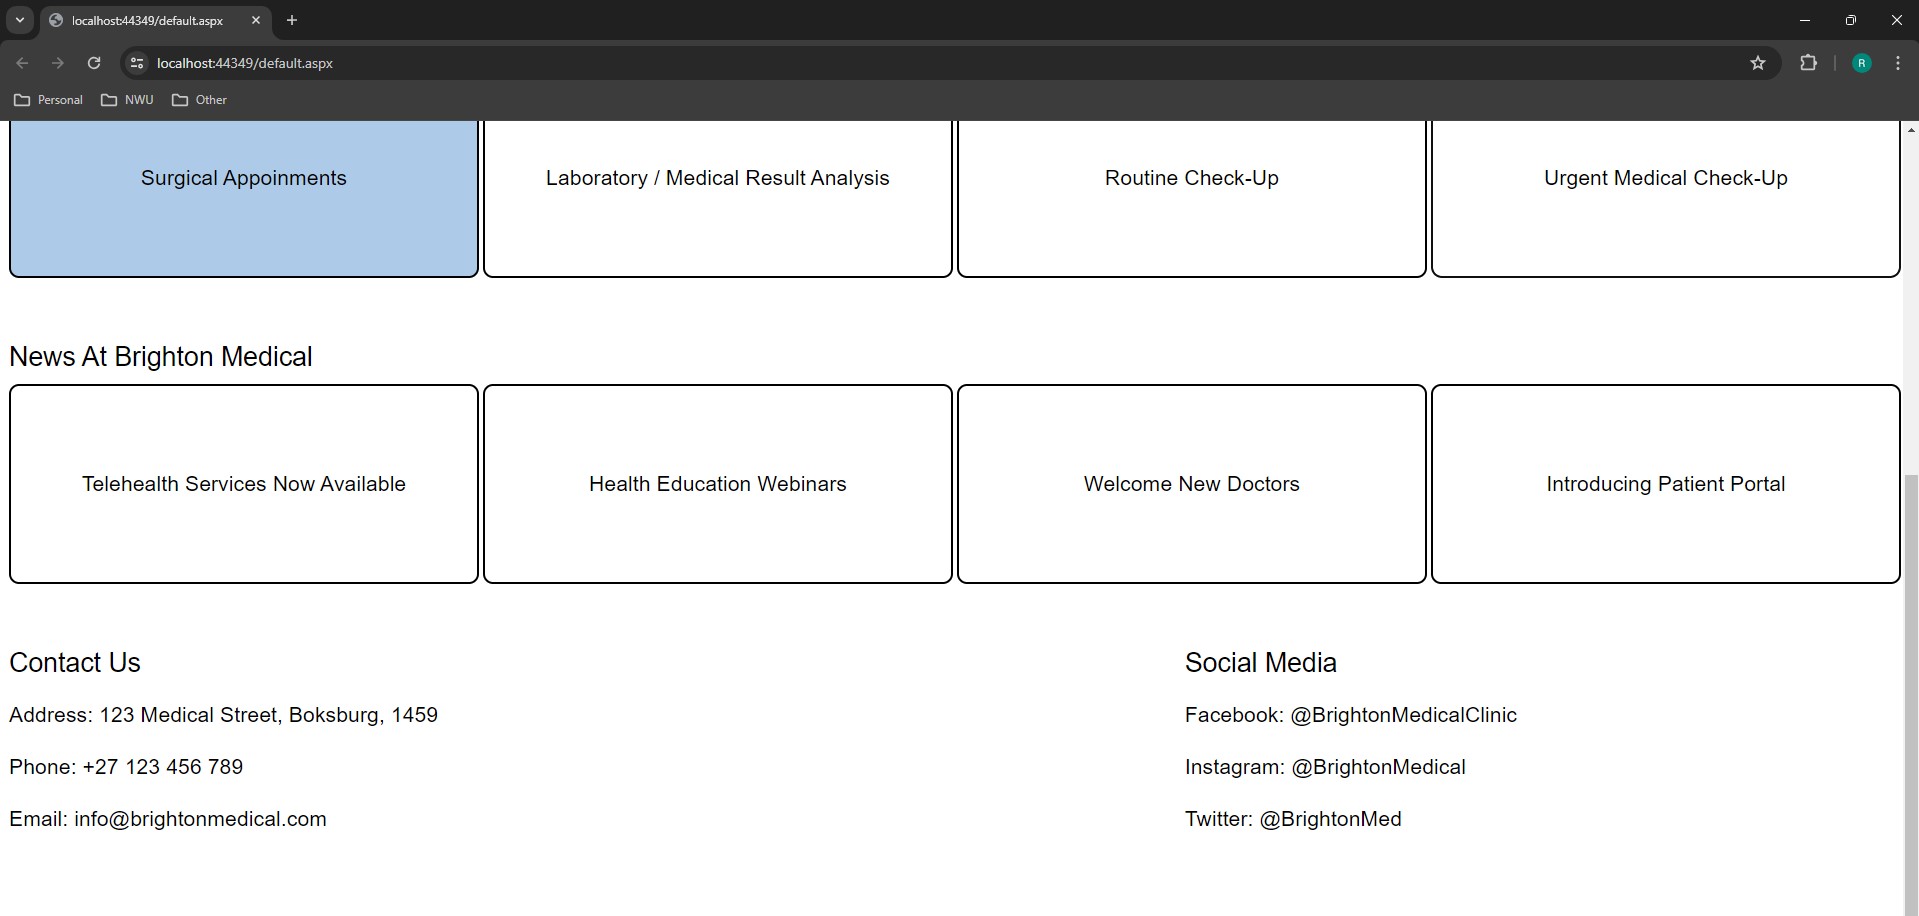 localhost:44349/default.aspx
localhost:44349/default.aspx
R
Personal NWU Other
Surgical Appoinments
Laboratory / Medical Result Analysis
Routine Check-Up
Urgent Medical Check-Up
News At Brighton Medical
Telehealth Services Now Available
Health Education Webinars
Welcome New Doctors
Introducing Patient Portal
Contact Us
Address: 123 Medical Street, Boksburg, 1459
Phone: +27 123 456 789
Email: info@brightonmedical.com
Social Media
Facebook: @BrightonMedicalClinic
Instagram: @BrightonMedical
Twitter: @BrightonMed